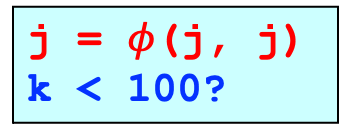 j = ϕ(j, j)
k < 100?